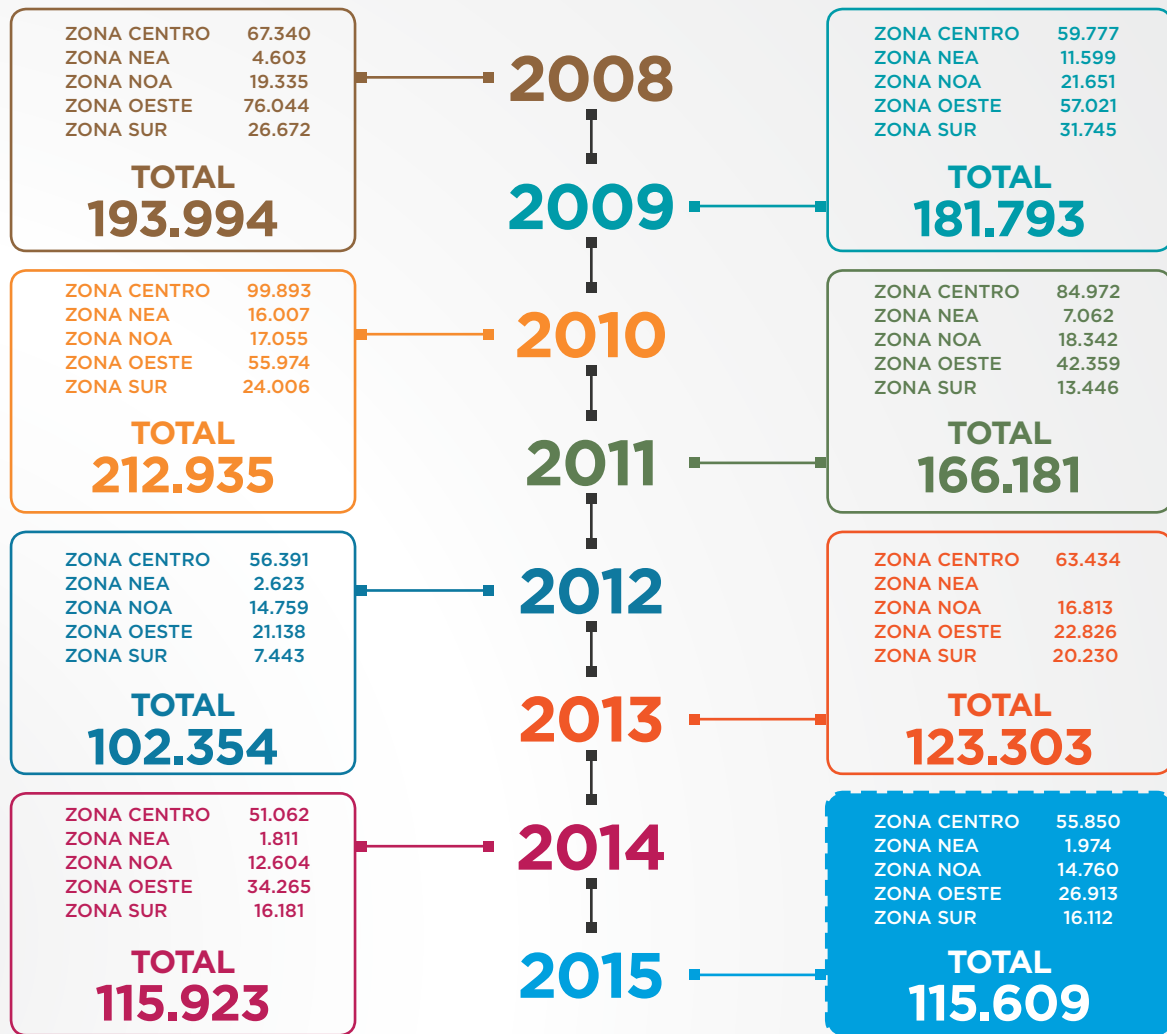 ZONA CENTRO 67.340
ZONA NEA 4.603
ZONA NOA 19.335
ZONA OESTE 76.044
ZONA SUR 26.672
TOTAL
193.994
2008
ZONA CENTRO 59.777
ZONA NEA 11.599
ZONA NOA 21.651
ZONA OESTE 57.021
ZONA SUR 31.745
TOTAL
181.793
2009
ZONA CENTRO 99.893
ZONA NEA 16.007
ZONA NOA 17.055
ZONA OESTE 55.974
ZONA SUR 24.006
TOTAL
212.935
2010
ZONA CENTRO 84.972
ZONA NEA 7.062
ZONA NOA 18.342
ZONA OESTE 42.359
ZONA SUR 13.446
TOTAL
166.181
2011
ZONA CENTRO 56.391
ZONA NEA 2.623
ZONA NOA 14.759
ZONA OESTE 21.138
ZONA SUR 7.443
TOTAL
102.354
2012
ZONA CENTRO 63.434
ZONA NEA
ZONA NOA 16.813
ZONA OESTE 22.826
ZONA SUR 20.230
TOTAL
123.303
2013
ZONA CENTRO 51.062
ZONA NEA 1.811
ZONA NOA 12.604
ZONA OESTE 34.265
ZONA SUR 16.181
TOTAL
115.923
2014
ZONA CENTRO 55.850
ZONA NEA 1.974
ZONA NOA 14.760
ZONA OESTE 26.913
ZONA SUR 16.112
TOTAL
115.609
2015